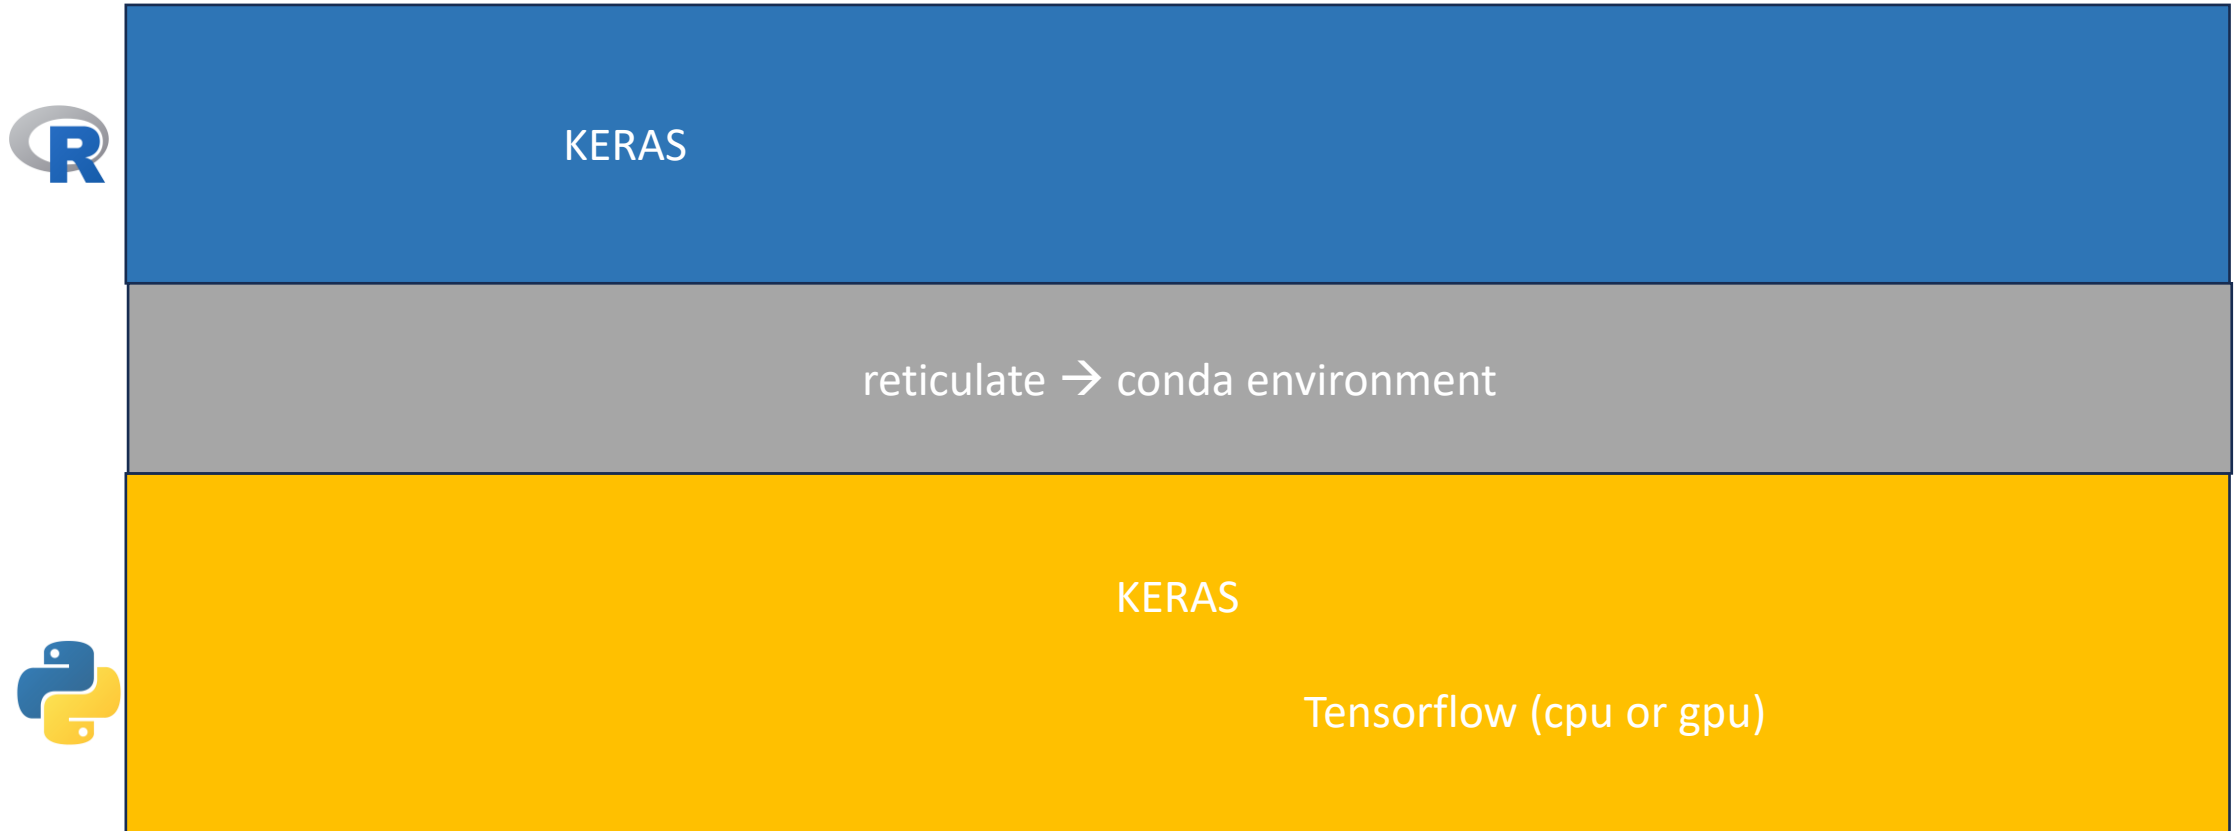 R
KERAS
reticulate → conda environment
KERAS
Tensorflow (cpu or gpu)